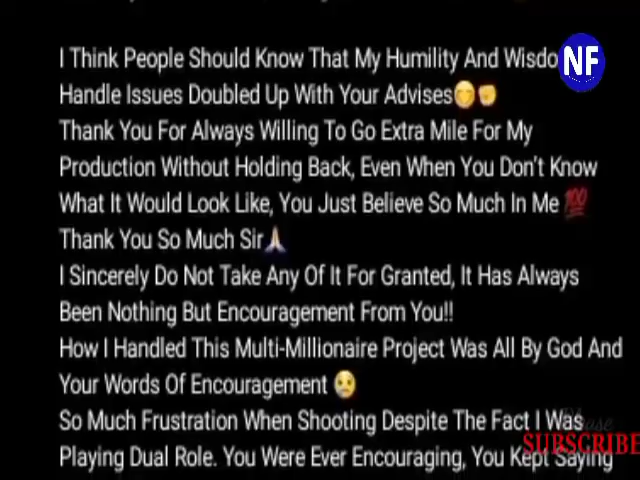 I Think People Should Know That My Humility And Wisdo
NF
Handle Issues Doubled Up With Your Advises😊✊
Thank You For Always Willing To Go Extra Mile For My
Production Without Holding Back, Even When You Don't Know
What It Would Look Like, You Just Believe So Much In Me 💯
Thank You So Much Sir🙏
I Sincerely Do Not Take Any Of It For Granted, It Has Always
Been Nothing But Encouragement From You!!
How I Handled This Multi-Millionaire Project Was All By God And
Your Words Of Encouragement 😢
So Much Frustration When Shooting Despite The Fact I Was
SUBSCRIBE
Playing Dual Role. You Were Ever Encouraging, You Kept Saying